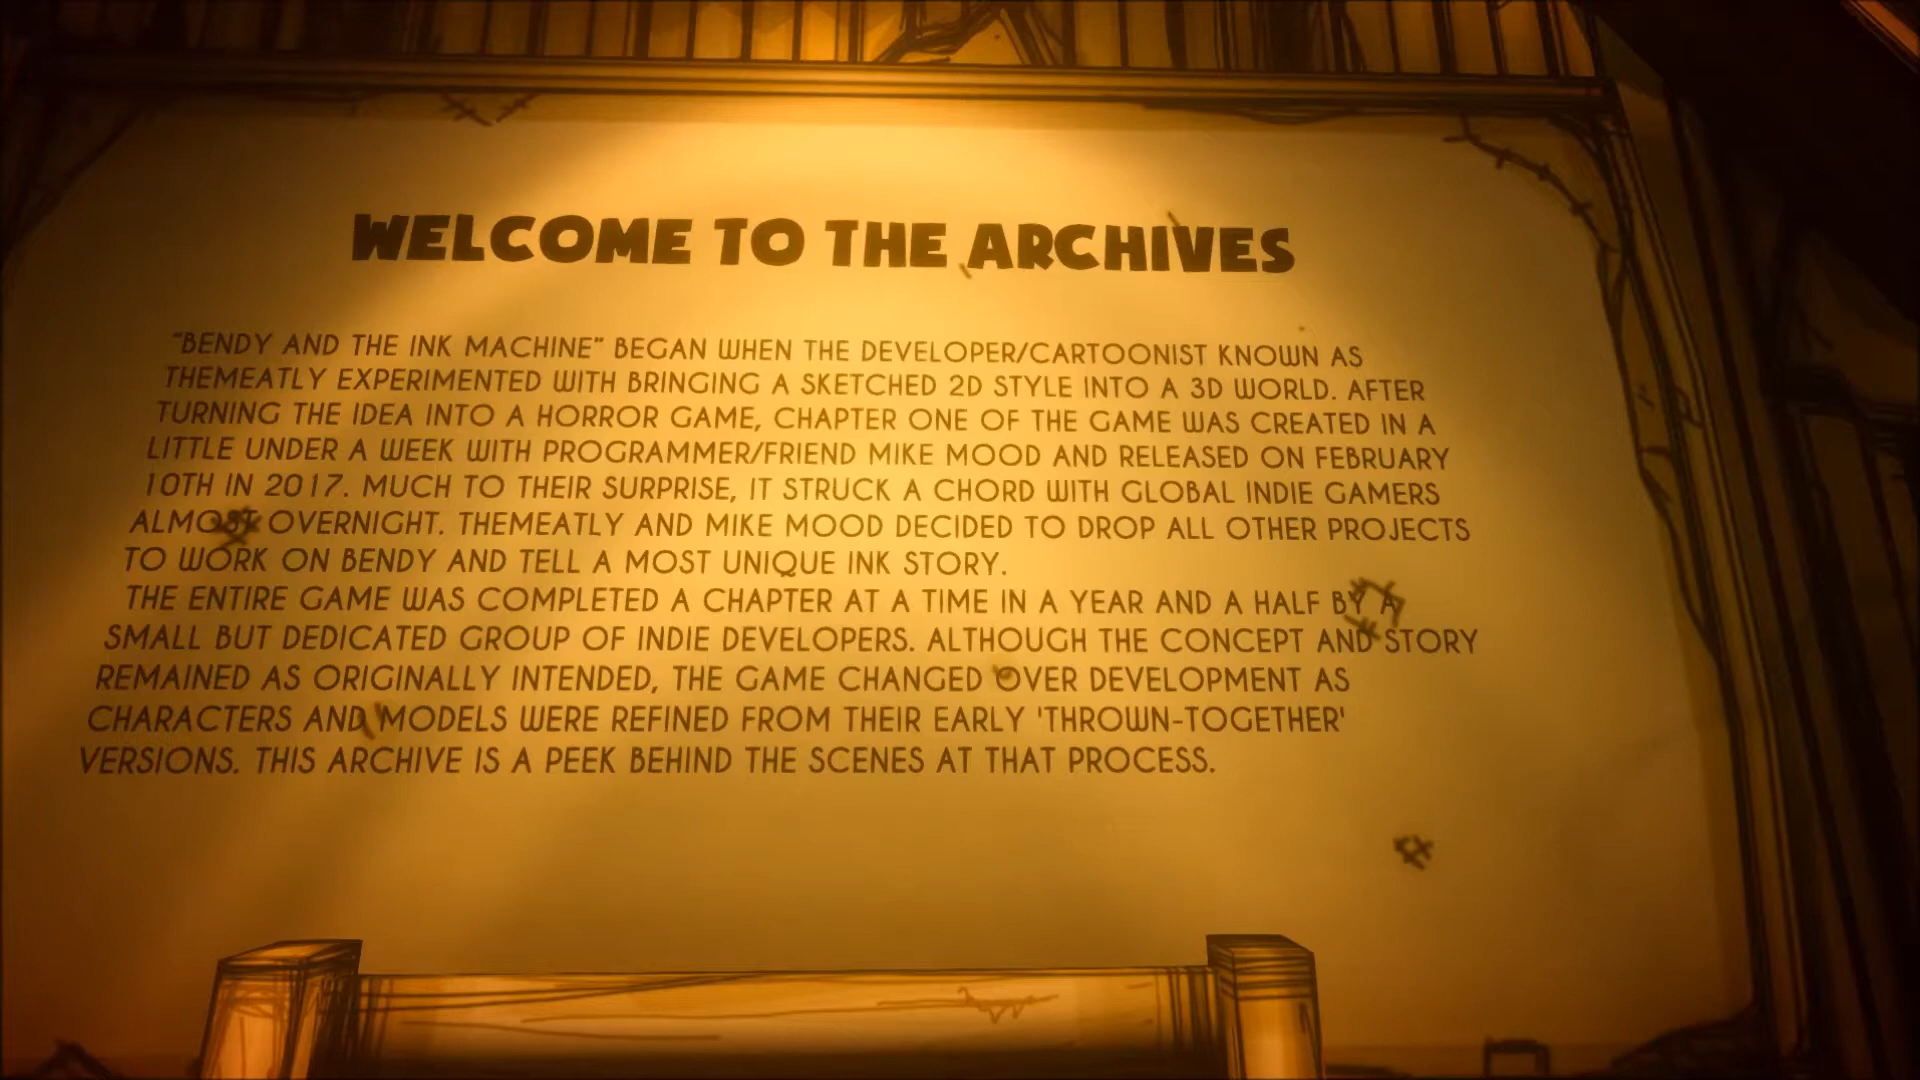 WELCOME TO THE ARCHIVES
"BENDY AND THE INK MACHINE" BEGAN WHEN THE DEVELOPER/CARTOONIST KNOWN AS
THEMEATLY EXPERIMENTED WITH BRINGING A SKETCHED 2D STYLE INTO A 3D WORLD. AFTER
TURNING THE IDEA INTO A HORROR GAME, CHAPTER ONE OF THE GAME WAS CREATED IN A
LITTLE UNDER A WEEK WITH PROGRAMMER/FRIEND MIKE MOOD AND RELEASED ON FEBRUARY
10TH IN 2017. MUCH TO THEIR SURPRISE, IT STRUCK A CHORD WITH GLOBAL INDIE GAMERS
ALMOST OVERNIGHT. THEMEATLY AND MIKE MOOD DECIDED TO DROP ALL OTHER PROJECTS
TO WORK ON BENDY AND TELL A MOST UNIQUE INK STORY.
THE ENTIRE GAME WAS COMPLETED A CHAPTER AT A TIME IN A YEAR AND A HALF BY A
SMALL BUT DEDICATED GROUP OF INDIE DEVELOPERS. ALTHOUGH THE CONCEPT AND STORY
REMAINED AS ORIGINALLY INTENDED, THE GAME CHANGED OVER DEVELOPMENT AS
CHARACTERS AND MODELS WERE REFINED FROM THEIR EARLY 'THROWN-TOGETHER'
VERSIONS. THIS ARCHIVE IS A PEEK BEHIND THE SCENES AT THAT PROCESS.